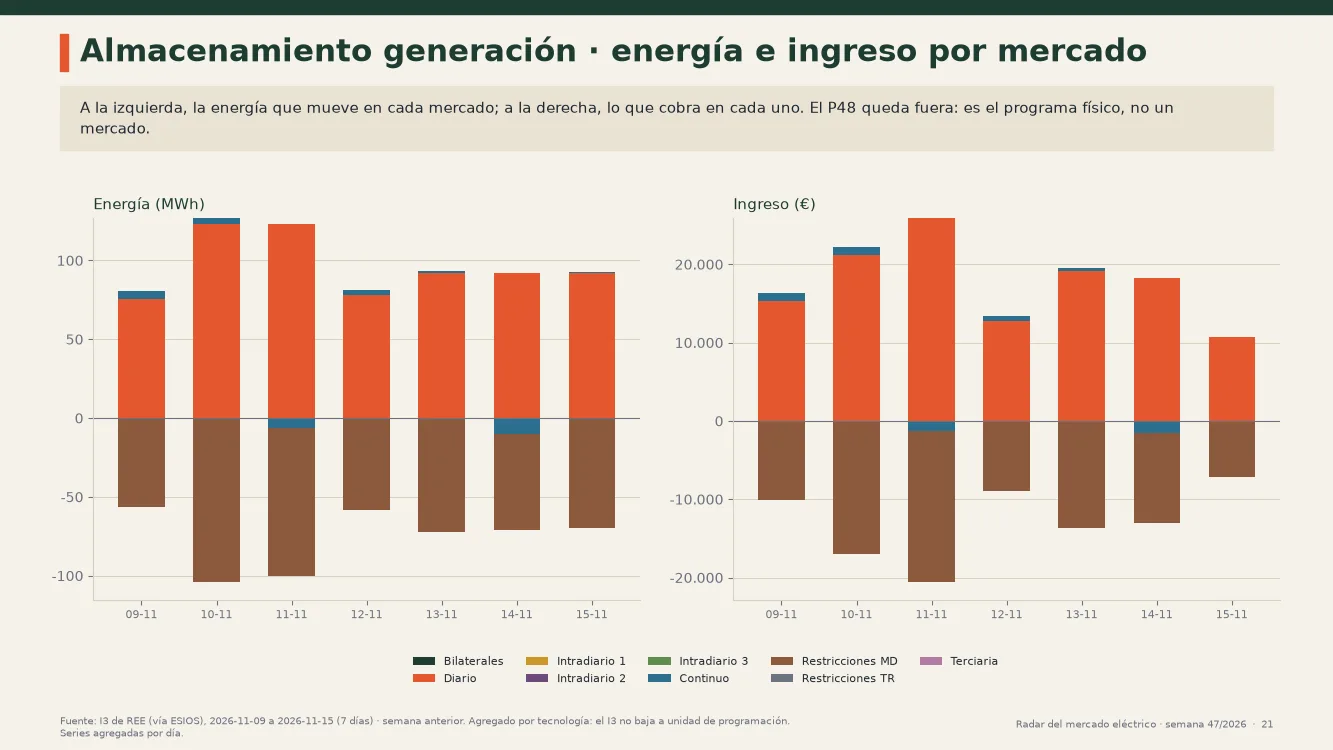 Almacenamiento generación · energía e ingreso por mercado
A la izquierda, la energía que mueve en cada mercado; a la derecha, lo que cobra en cada uno. El P48 queda fuera: es el programa físico, no un
mercado.
Energía (MWh)
100
50
0
-50
-100
09-11
10-11
11-11
12-11
13-11
14-11
15-11
Ingreso (€)
20.000
10.000
0
-10.000
-20.000
09-11
10-11
11-11
12-11
13-11
14-11
15-11
Bilaterales
Diario
Intradiario 1
Intradiario 2
Intradiario 3
Continuo
Restricciones MD
Restricciones TR
Terciaria
Fuente: I3 de REE (vía ESIOS), 2026-11-09 a 2026-11-15 (7 días) · semana anterior. Agregado por tecnología: el I3 no baja a unidad de programación.
Series agregadas por día.
Radar del mercado eléctrico · semana 47/2026 · 21